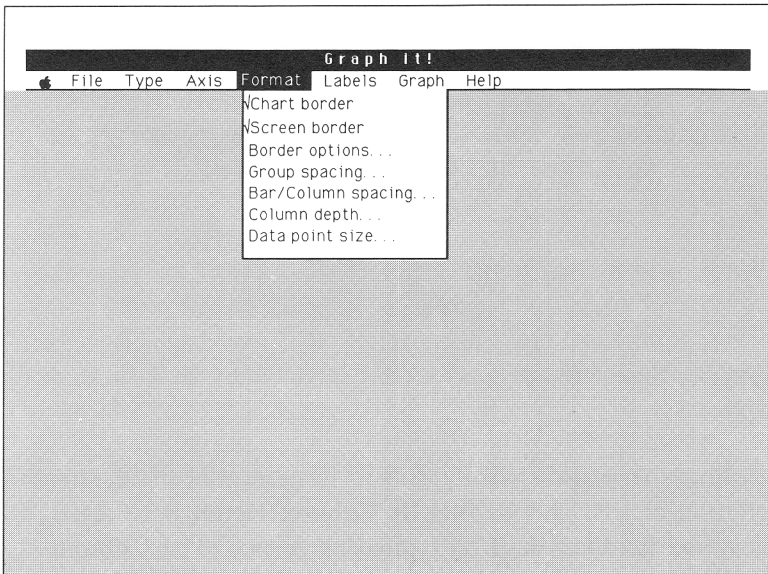 Graph It!
File Type Axis Format Labels Graph Help
√Chart border
√Screen border
Border options...
Group spacing...
Bar/Column spacing...
Column depth...
Data point size...